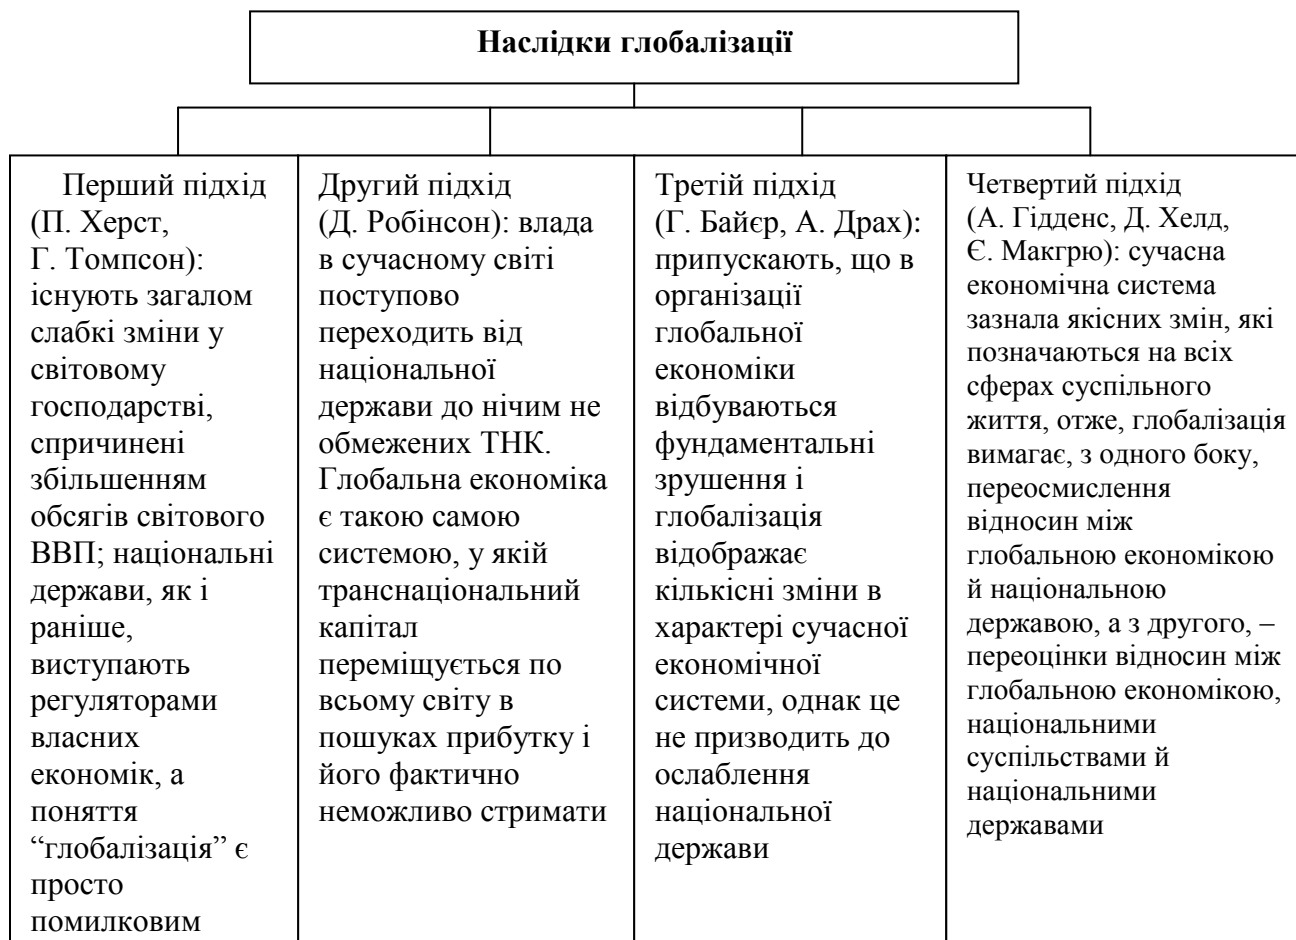 Наслідки глобалізації
Перший підхід
(П. Херст,
Г. Томпсон):
існують загалом
слабкі зміни у
світовому
господарстві,
спричинені
збільшенням
обсягів світового
ВВП; національні
держави, як і
раніше,
виступають
регуляторами
власних
економік, а
поняття
“глобалізація” є
просто
помилковим
Другий підхід
(Д. Робінсон): влада
в сучасному світі
поступово
переходить від
національної
держави до нічим не
обмежених ТНК.
Глобальна економіка
є такою самою
системою, у якій
транснаціональний
капітал
переміщується по
всьому світу в
пошуках прибутку і
його фактично
неможливо стримати
Третій підхід
(Г. Байєр, А. Драх):
припускають, що в
організації
глобальної
економіки
відбуваються
фундаментальні
зрушення і
глобалізація
відображає
кількісні зміни в
характері сучасної
економічної
системи, однак це
не призводить до
ослаблення
національної
держави
Четвертий підхід
(А. Гідденс, Д. Хелд,
Є. Макгрю): сучасна
економічна система
зазнала якісних змін, які
позначаються на всіх
сферах суспільного
життя, отже, глобалізація
вимагає, з одного боку,
переосмислення
відносин між
глобальною економікою
й національною
державою, а з другого, –
переоцінки відносин між
глобальною економікою,
національними
суспільствами й
національними
державами